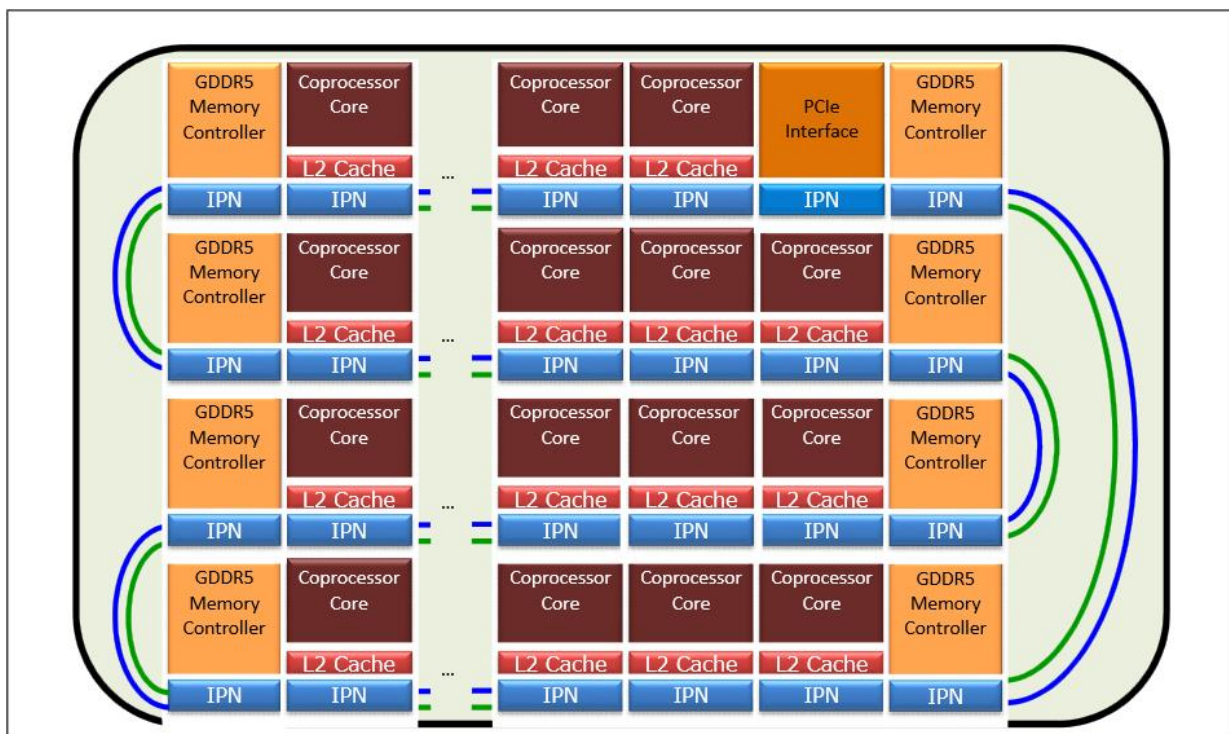 GDDR5
Memory
Controller
Coprocessor
Core
L2 Cache
...
Coprocessor
Core
L2 Cache
Coprocessor
Core
L2 Cache
PCIe
Interface
GDDR5
Memory
Controller
IPN
IPN
IPN
IPN
IPN
IPN
GDDR5
Memory
Controller
Coprocessor
Core
L2 Cache
...
Coprocessor
Core
L2 Cache
Coprocessor
Core
L2 Cache
Coprocessor
Core
L2 Cache
GDDR5
Memory
Controller
IPN
IPN
IPN
IPN
IPN
IPN
GDDR5
Memory
Controller
Coprocessor
Core
L2 Cache
...
Coprocessor
Core
L2 Cache
Coprocessor
Core
L2 Cache
Coprocessor
Core
L2 Cache
GDDR5
Memory
Controller
IPN
IPN
IPN
IPN
IPN
IPN
GDDR5
Memory
Controller
Coprocessor
Core
L2 Cache
...
Coprocessor
Core
L2 Cache
Coprocessor
Core
L2 Cache
Coprocessor
Core
L2 Cache
GDDR5
Memory
Controller
IPN
IPN
IPN
IPN
IPN
IPN